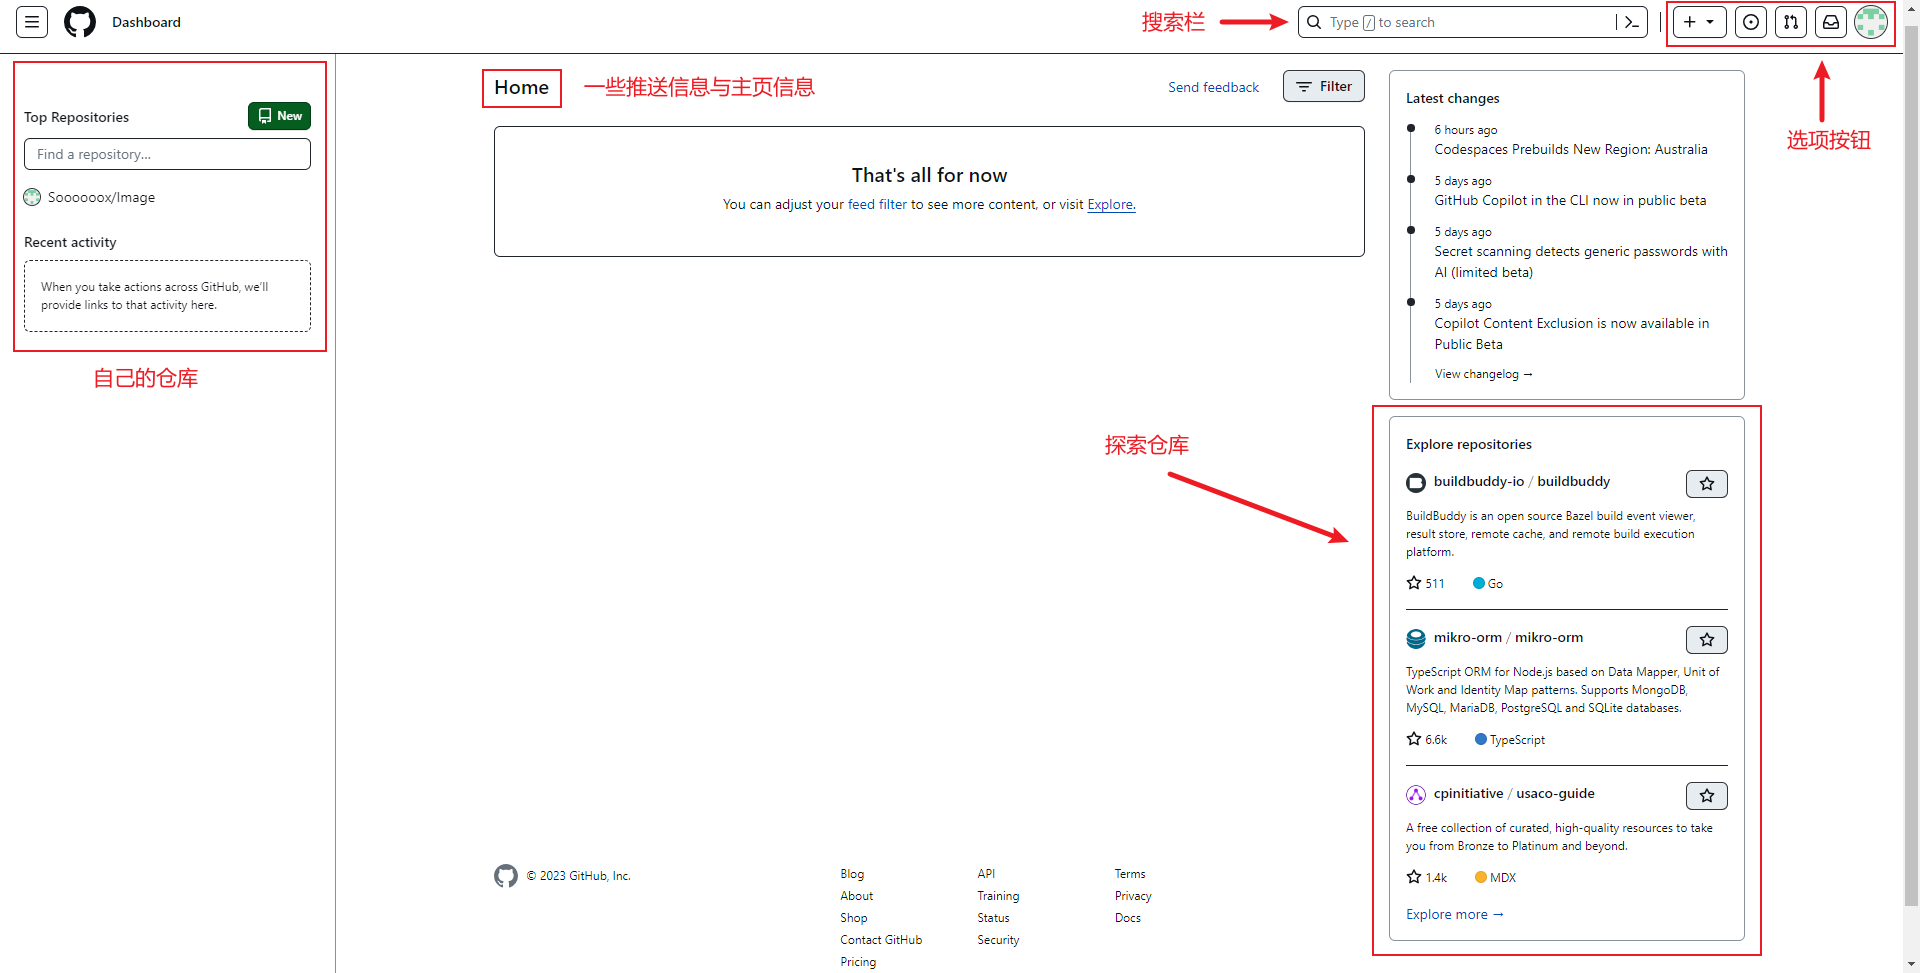 Dashboard
搜索栏
Type / to search
选项按钮
Top Repositories
New
Find a repository...
Soooooox/Image
Recent activity
When you take actions across GitHub, we'll
provide links to that activity here.
自己的仓库
Home
一些推送信息与主页信息
Send feedback
Filter
That's all for now
You can adjust your feed filter to see more content, or visit Explore.
Latest changes
6 hours ago
Codespaces Prebuilds New Region: Australia
5 days ago
GitHub Copilot in the CLI now in public beta
5 days ago
Secret scanning detects generic passwords with
AI (limited beta)
5 days ago
Copilot Content Exclusion is now available in
Public Beta
View changelog →
探索仓库
Explore repositories
buildbuddy-io / buildbuddy
BuildBuddy is an open source Bazel build event viewer,
result store, remote cache, and remote build execution
platform.
511 Go
mikro-orm / mikro-orm
TypeScript ORM for Node.js based on Data Mapper, Unit of
Work and Identity Map patterns. Supports MongoDB,
MySQL, MariaDB, PostgreSQL and SQLite databases.
6.6k TypeScript
cpinitiative / usaco-guide
A free collection of curated, high-quality resources to take
you from Bronze to Platinum and beyond.
1.4k MDX
Explore more →
© 2023 GitHub, Inc.
Blog
About
Shop
Contact GitHub
Pricing
API
Training
Status
Security
Terms
Privacy
Docs